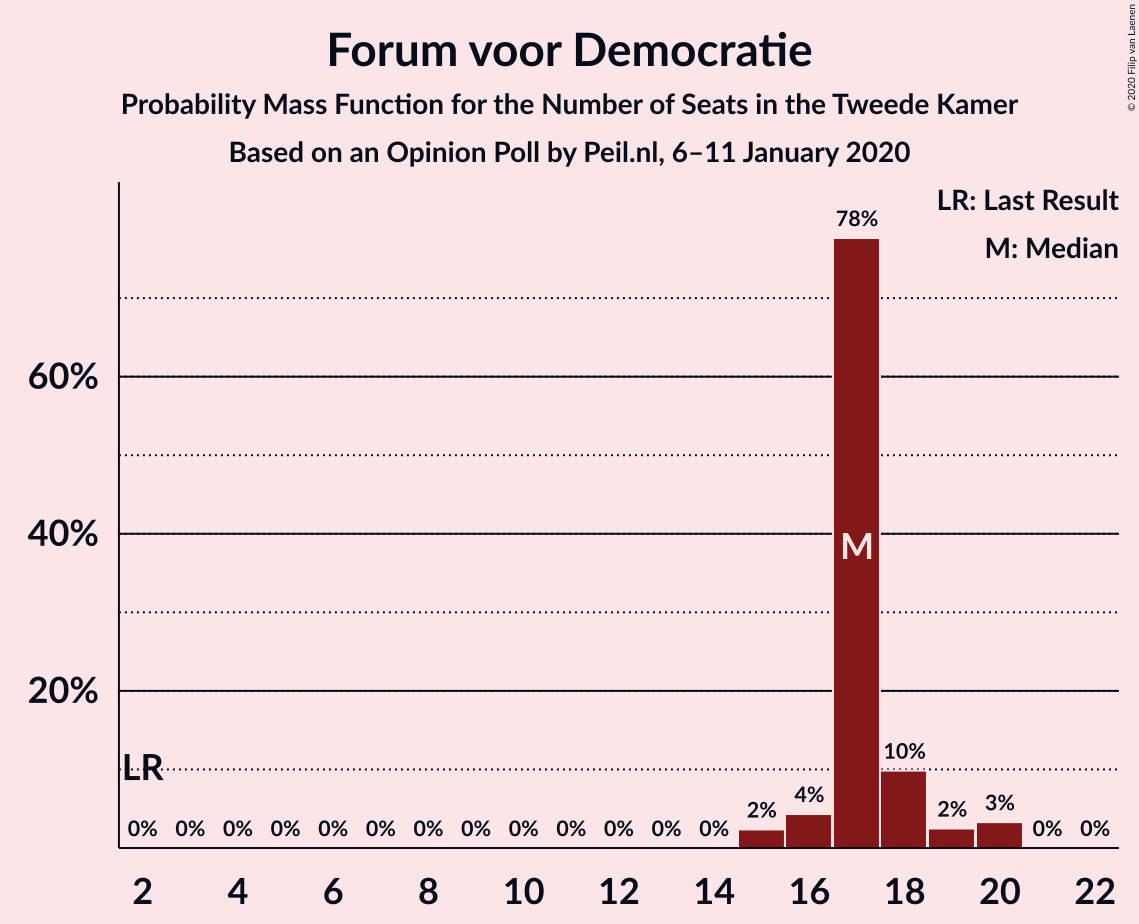 Forum voor Democratie
Probability Mass Function for the Number of Seats in the Tweede Kamer
Based on an Opinion Poll by Peil.nl, 6–11 January 2020
© 2020 Filip van Laenen
LR: Last Result
M: Median
78%
60%
40%
M
20%
LR
10%
0% 0% 0% 0% 0% 0% 0% 0% 0% 0% 0% 0% 0% 2% 4% 2% 3% 0% 0%
2 4 6 8 10 12 14 16 18 20 22